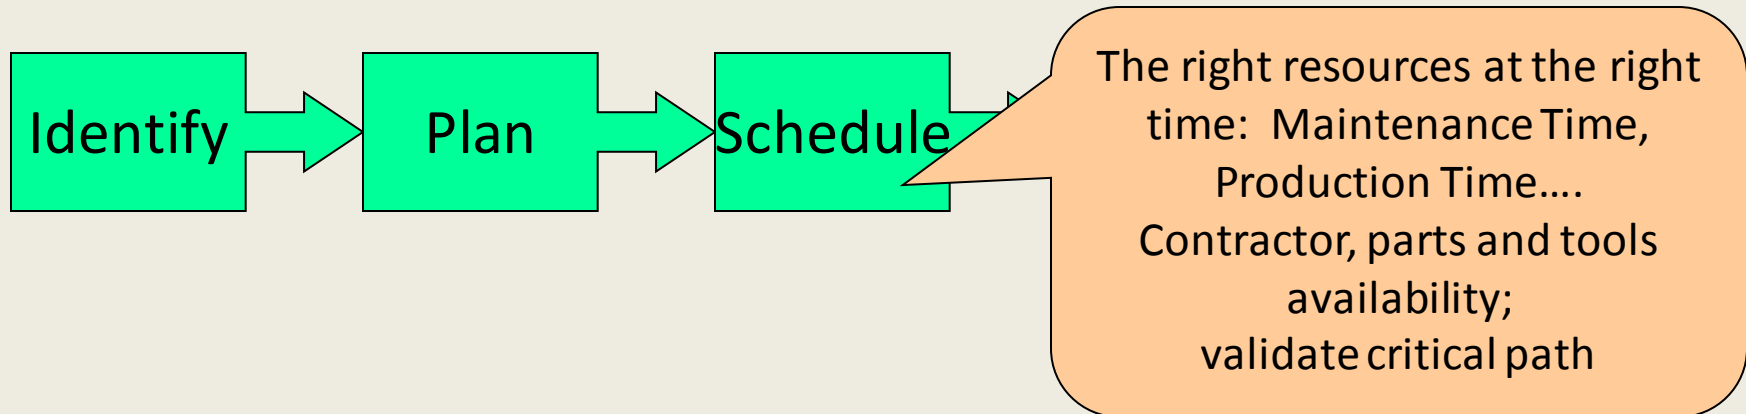 Identify
Plan
Schedule
The right resources at the right
time:  Maintenance Time,
Production Time....
Contractor, parts and tools
availability;
validate critical path